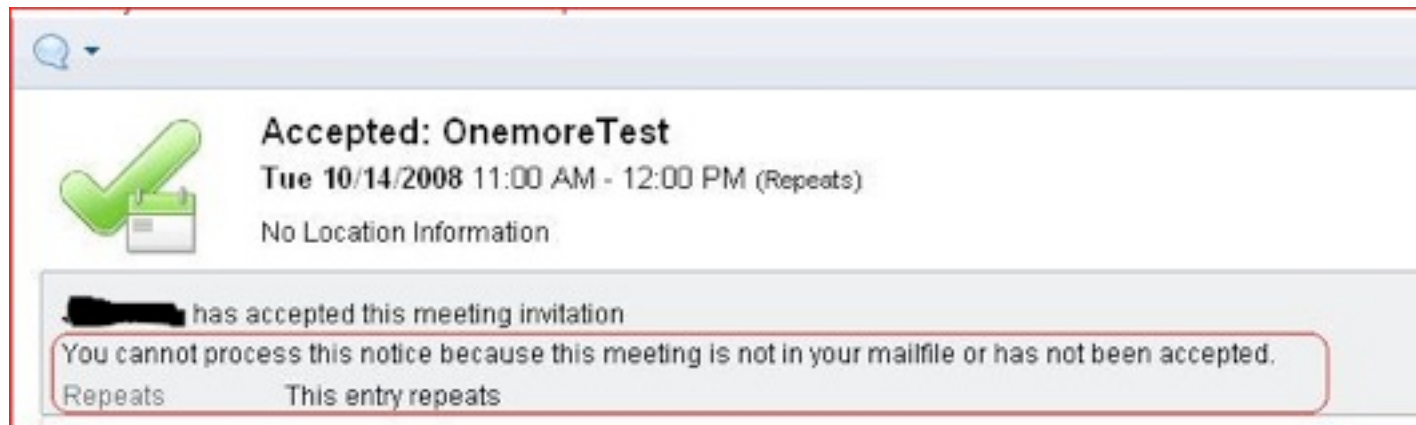 Accepted: OnemoreTest
Tue 10/14/2008 11:00 AM - 12:00 PM (Repeats)
No Location Information
has accepted this meeting invitation
You cannot process this notice because this meeting is not in your mailfile or has not been accepted.
Repeats This entry repeats